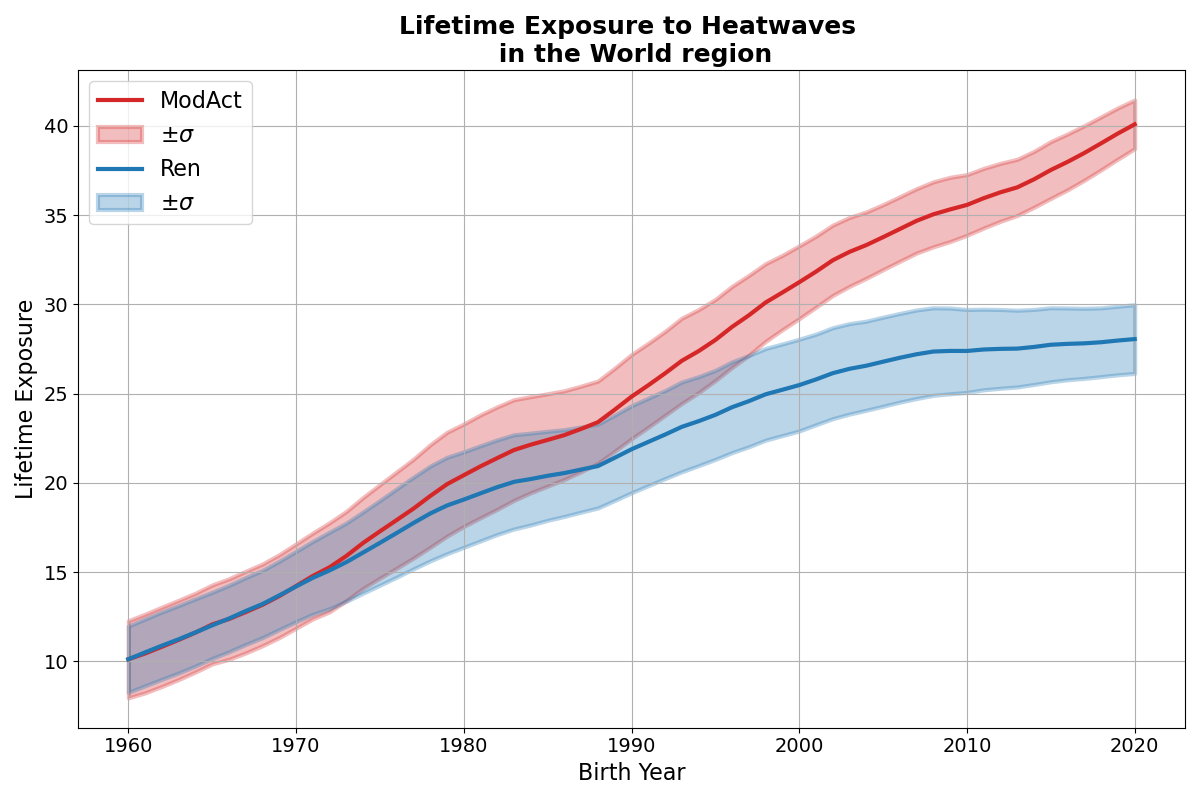 Lifetime Exposure to Heatwaves
in the World region
ModAct
±σ
Ren
±σ
Lifetime Exposure
40
35
30
25
20
15
10
1960
1970
1980
1990
2000
2010
2020
Birth Year